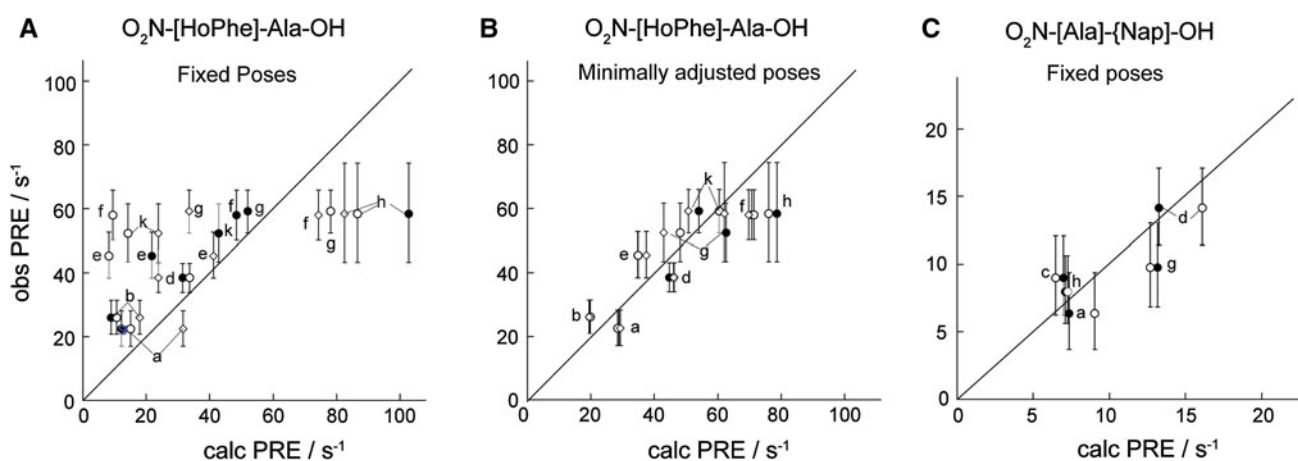 A
O2N-[HoPhe]-Ala-OH
Fixed Poses
100
80
60
40
20
0
obs PRE / s-1
f
k
g
f
g
f
h
g
e
e
k
e
d
b
a
0 20 40 60 80 100
calc PRE / s-1
B
O2N-[HoPhe]-Ala-OH
Minimally adjusted poses
100
80
60
40
20
0
k
f
h
e
g
d
b
a
0 20 40 60 80 100
calc PRE / s-1
C
O2N-[Ala]-{Nap}-OH
Fixed poses
20
15
10
5
0
d
c
h
g
a
0 5 10 15 20
calc PRE / s-1